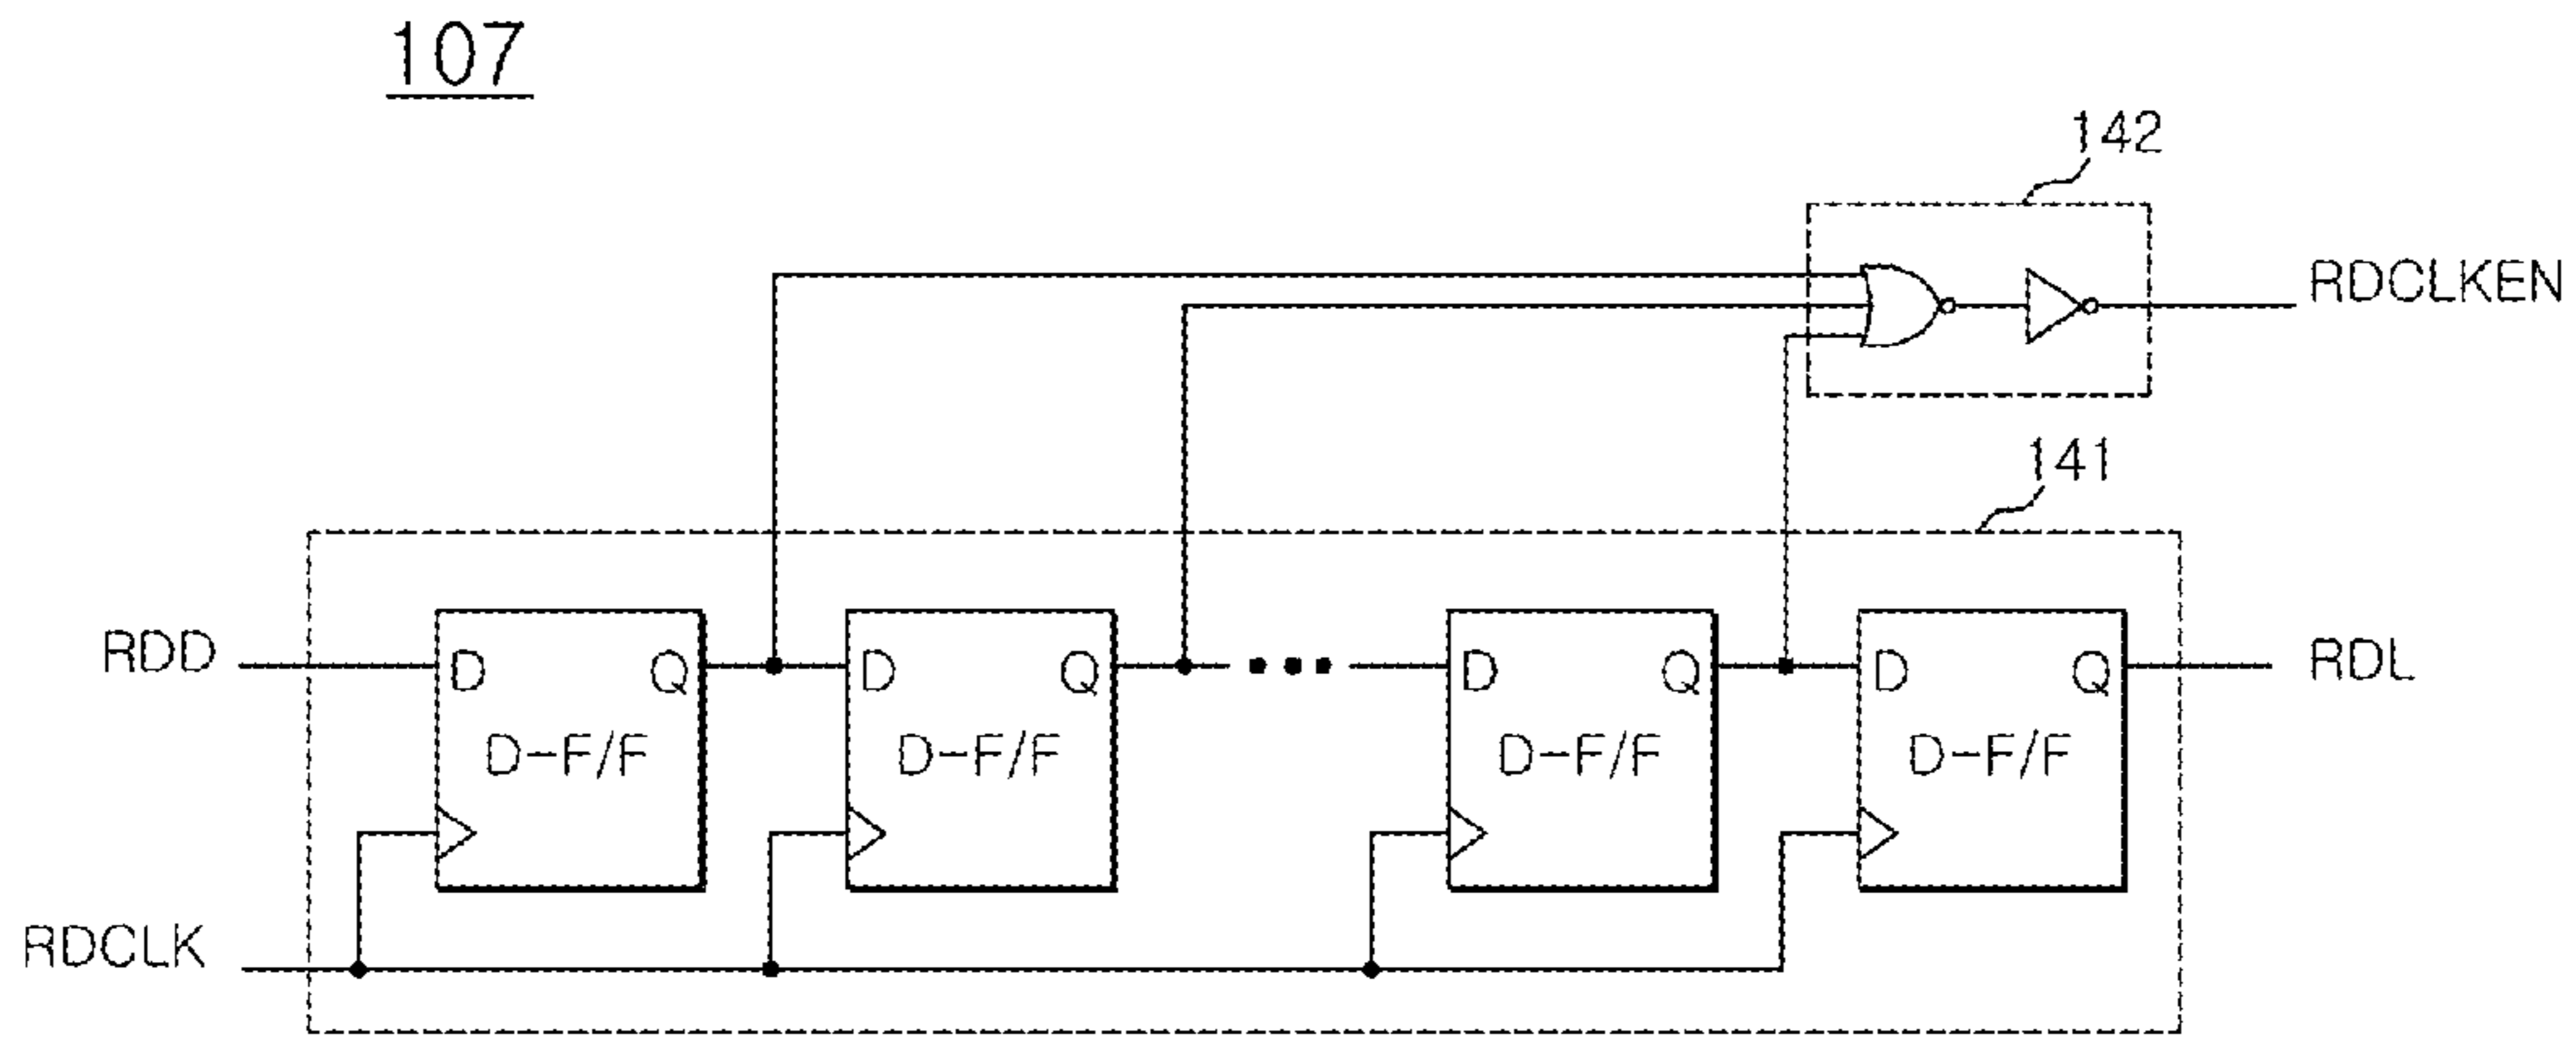 107
142
RDCLKEN
141
RDD
D Q
D Q
D Q
D Q
RDL
D-F/F
D-F/F
D-F/F
D-F/F
RDCLK